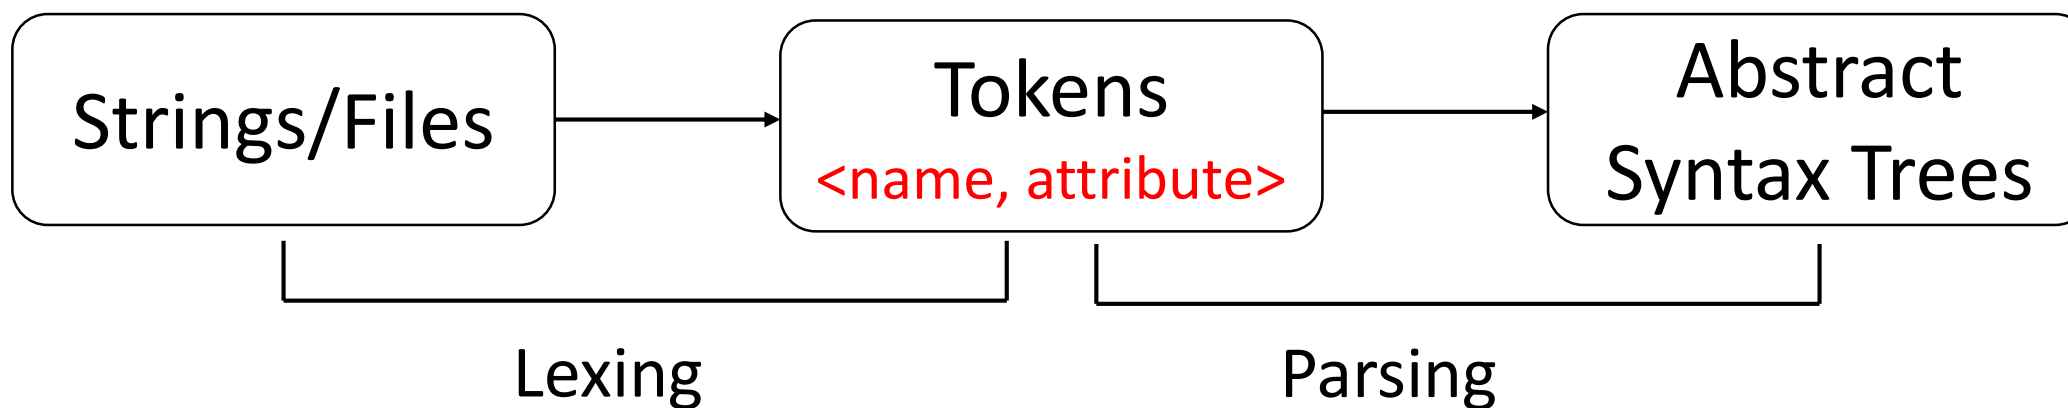 Strings/Files
Tokens
<name, attribute>
Abstract
Syntax Trees
Lexing
Parsing